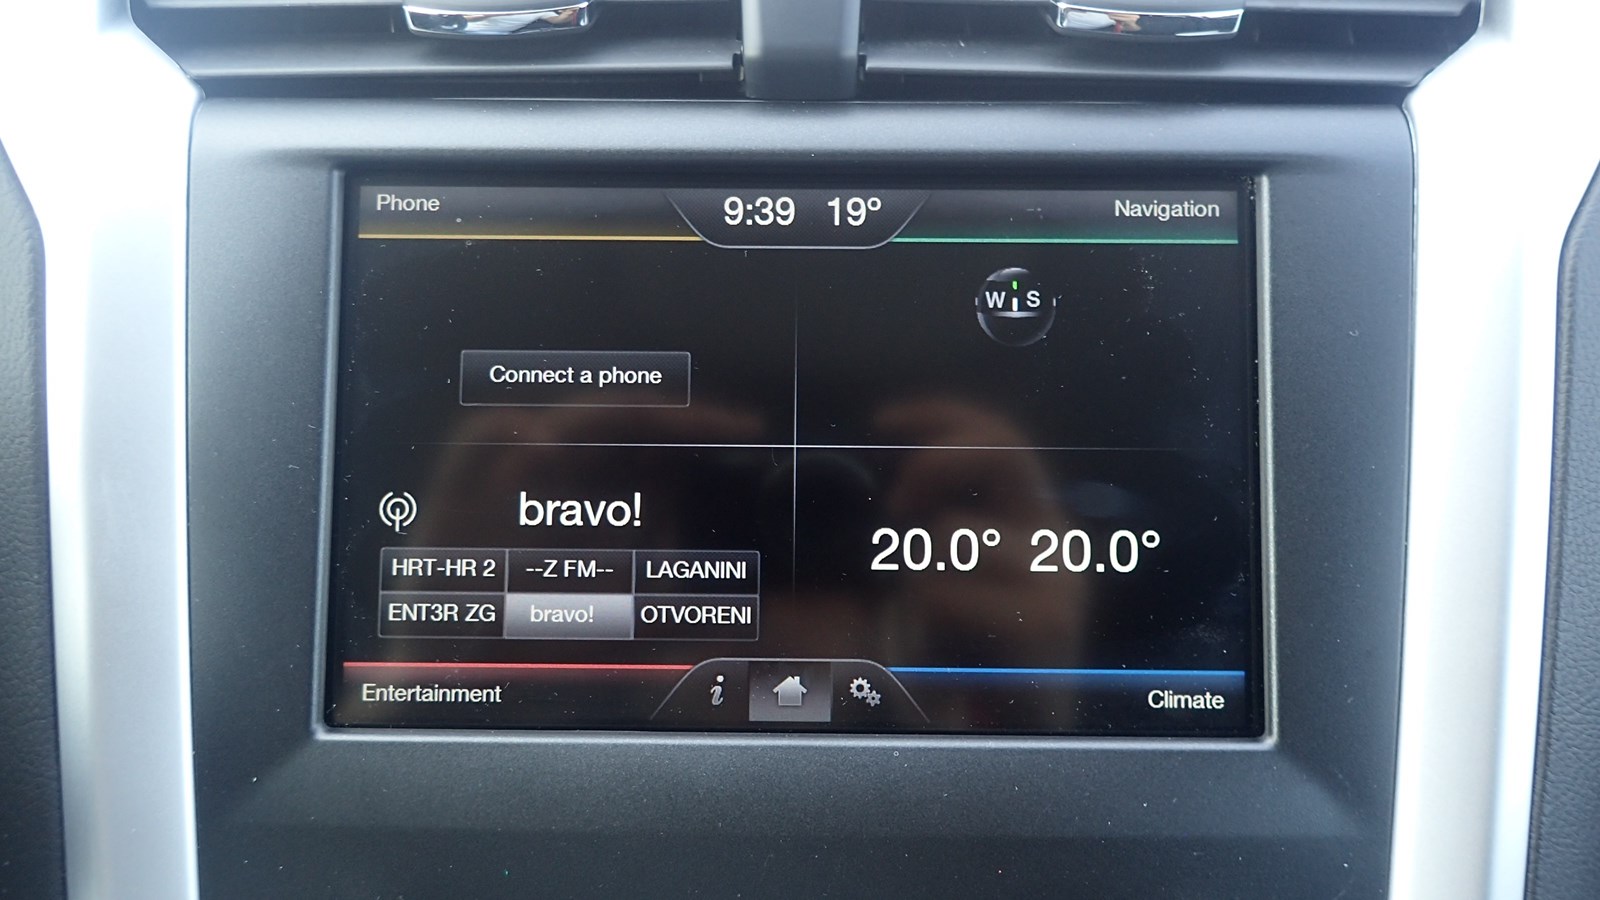 Phone
9:39 19°
Navigation
W S
Connect a phone
bravo!
HRT-HR 2 --Z FM-- LAGANINI
ENT3R ZG bravo! OTVORENI
20.0° 20.0°
Entertainment
i
Climate